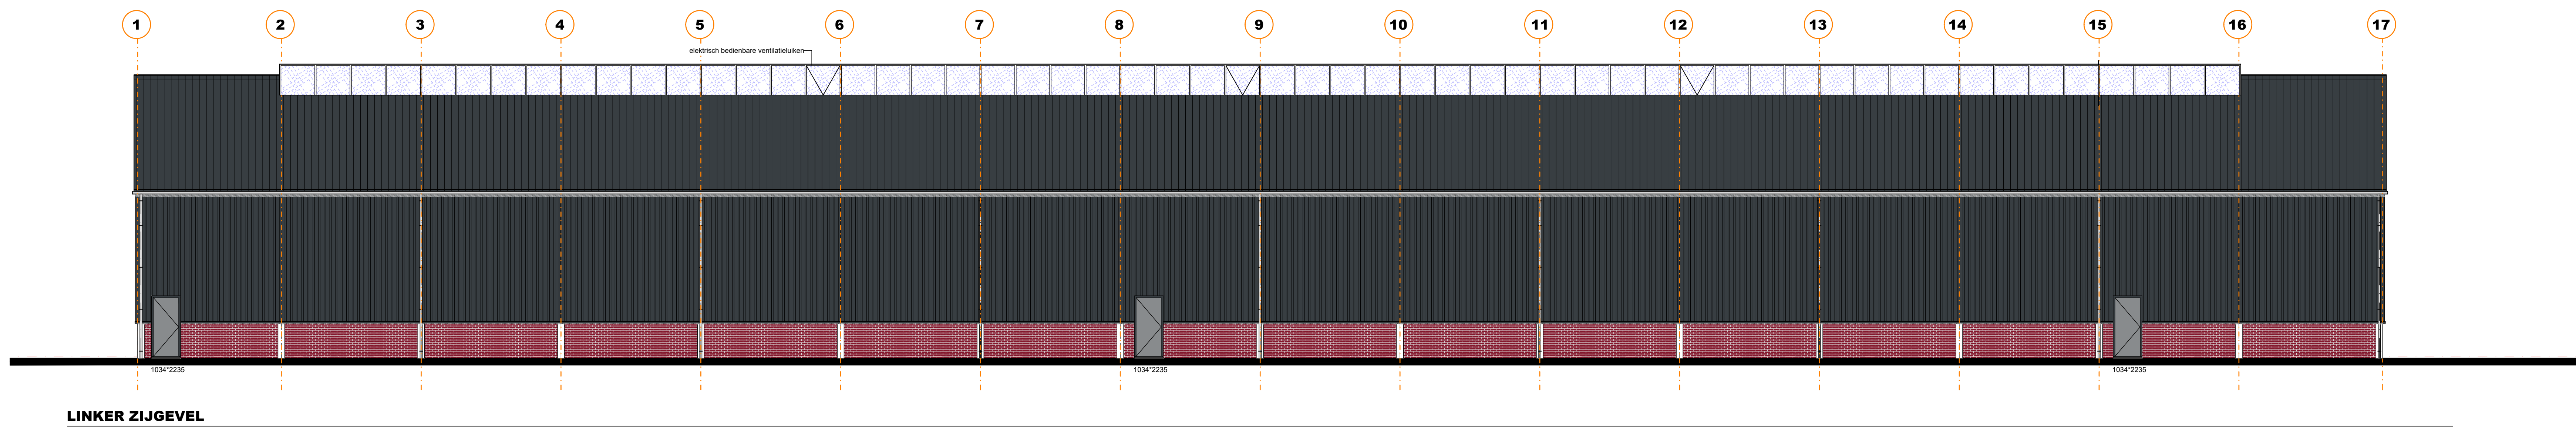 1 2 3 4 5 6 7 8 9 10 11 12 13 14 15 16 17
elektrisch bedienbare ventilatieluiken
1034*2235 1034*2235 1034*2235
LINKER ZIJGEVEL